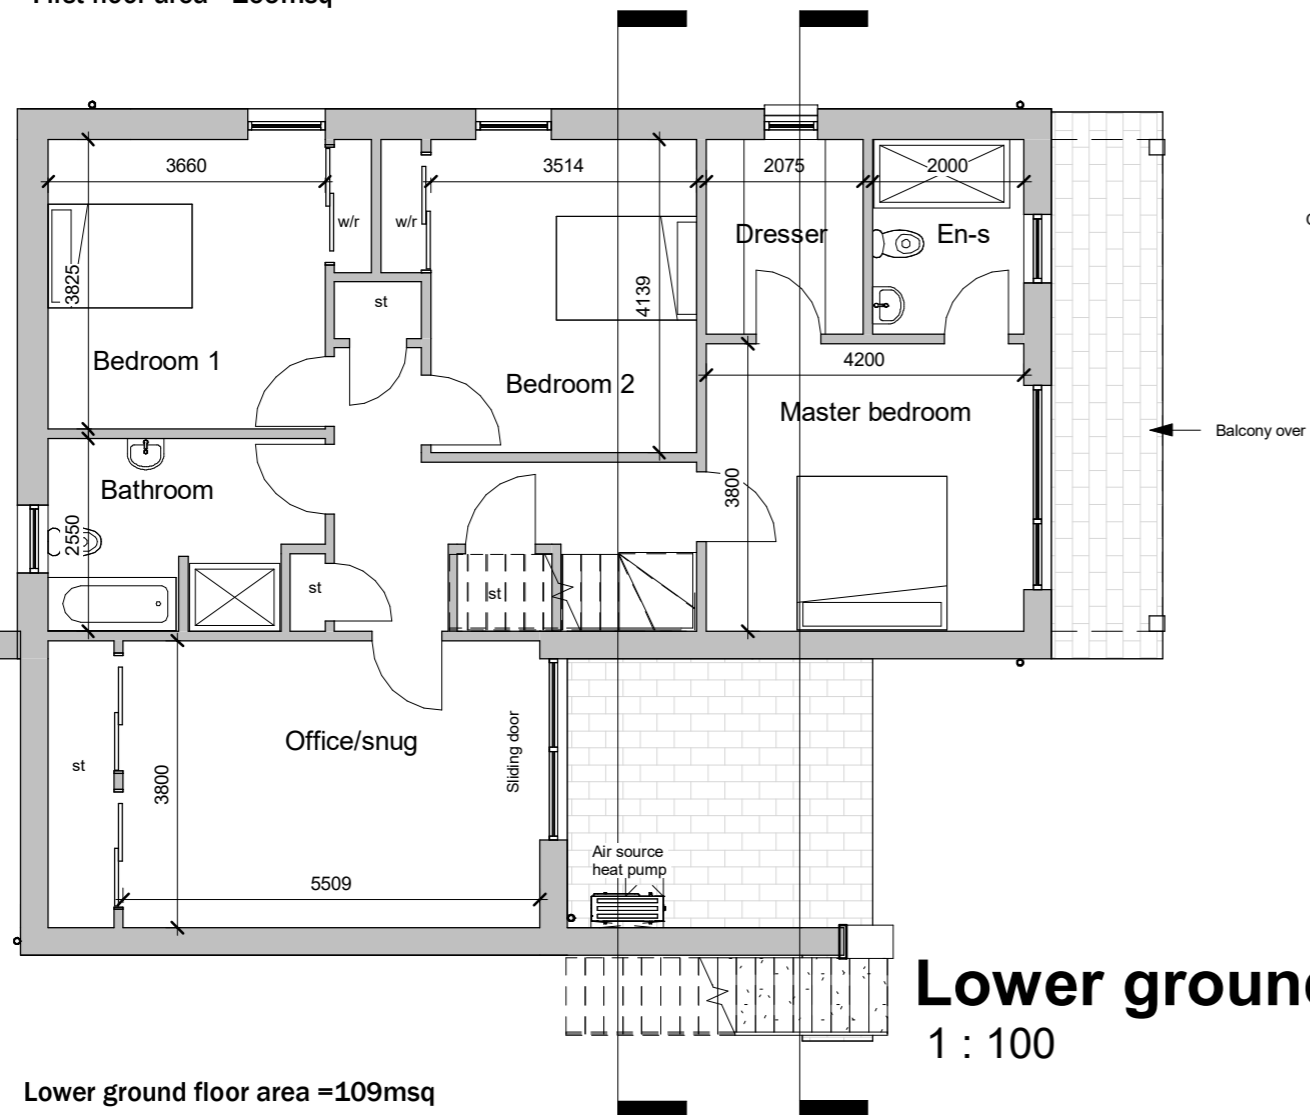 3660
3514
2075
2000
w/r
w/r
Dresser
En-s
3825
st
4139
Bedroom 1
Bedroom 2
4200
Master bedroom
Balcony over
Bathroom
3800
2550
st
st
Office/snug
Sliding door
st
3800
Air source
heat pump
5509
Lower ground
1 : 100
Lower ground floor area =109msq